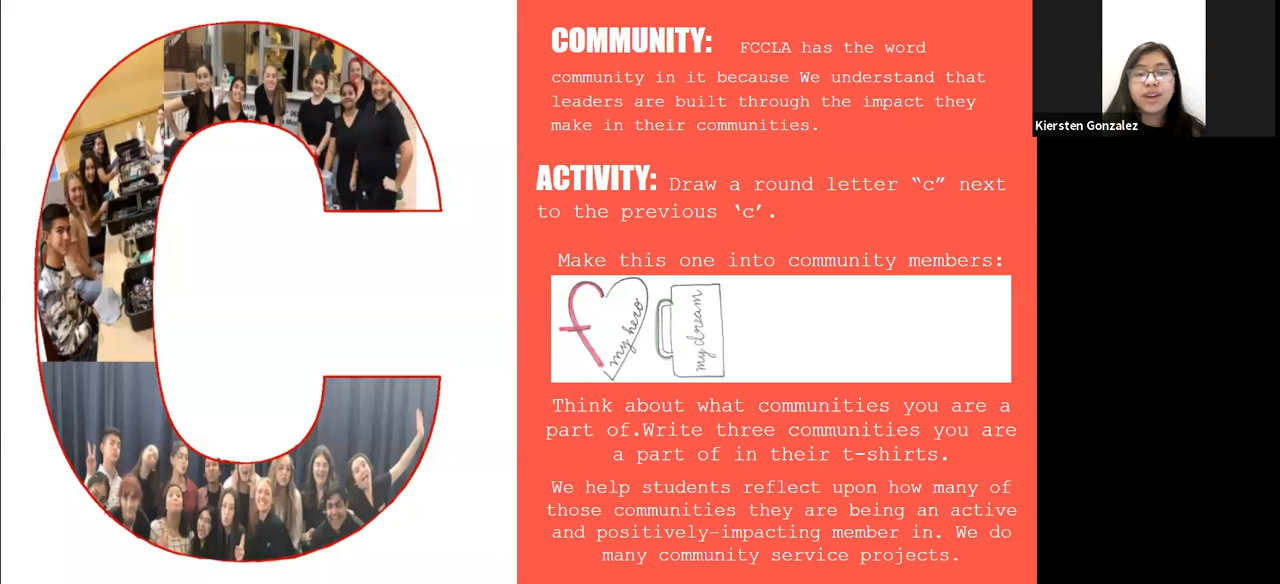 COMMUNITY: FCCLA has the word
community in it because We understand that
leaders are built through the impact they
make in their communities.
ACTIVITY: Draw a round letter “c” next
to the previous ‘c’.
Make this one into community members:
my hero
my dream
Think about what communities you are a
part of.Write three communities you are
a part of in their t-shirts.
We help students reflect upon how many of
those communities they are being an active
and positively-impacting member in. We do
many community service projects.
Kiersten Gonzalez